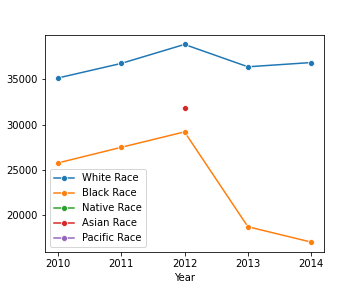 35000
30000
25000
20000
White Race
Black Race
Native Race
Asian Race
Pacific Race
2010 2011 2012 2013 2014
Year